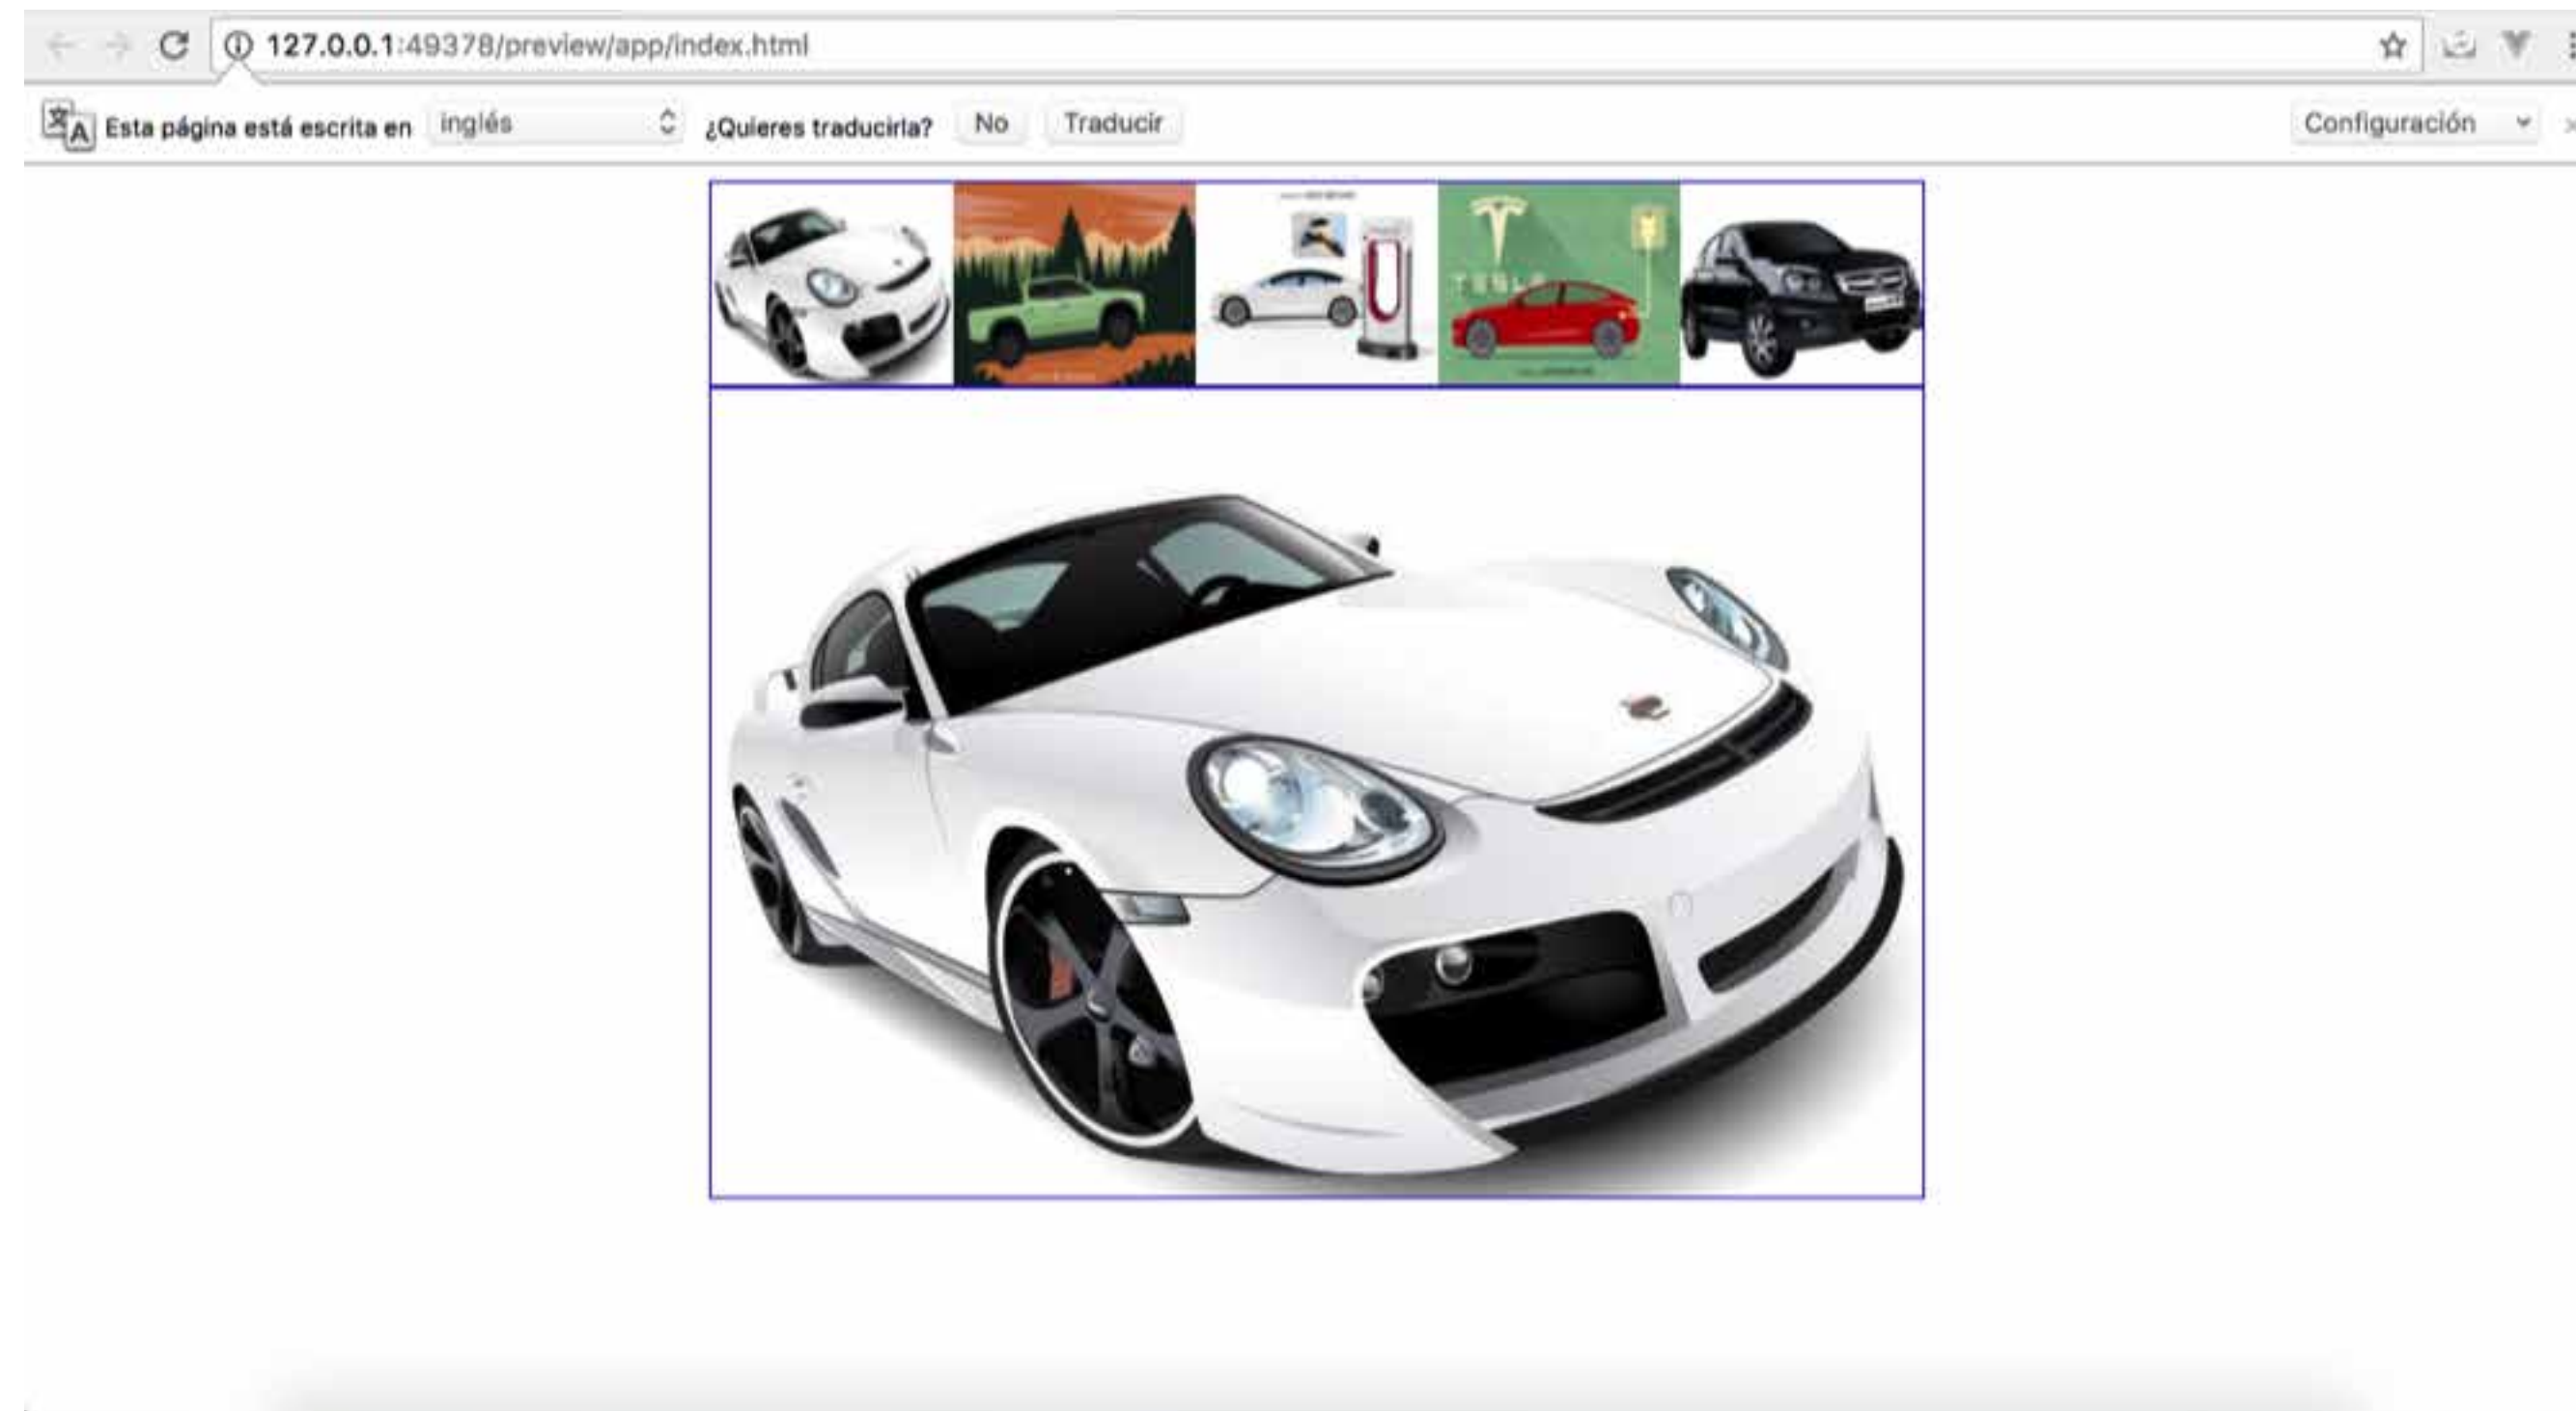 127.0.0.1:49378/preview/app/index.html
Esta página está escrita en inglés ¿Quieres traducirla? No Traducir Configuración
TESLA